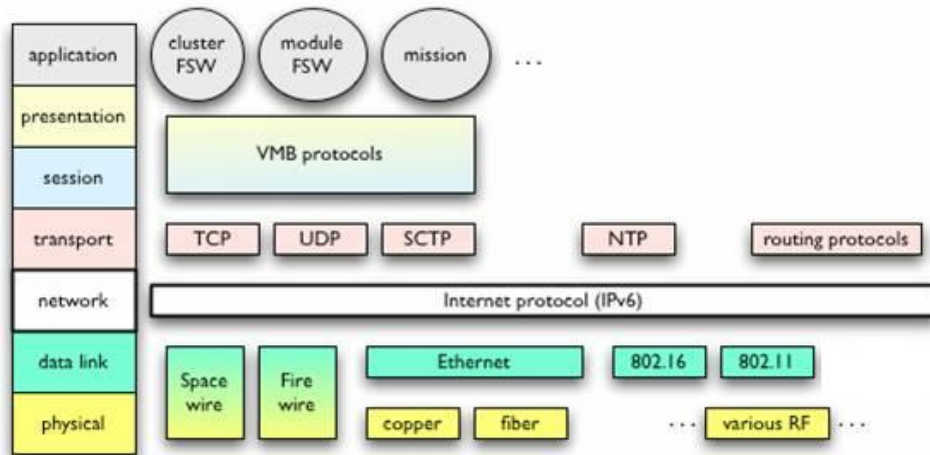 application
cluster
FSW
module
FSW
mission
...
presentation
VMB protocols
session
transport
TCP
UDP
SCTP
NTP
routing protocols
network
Internet protocol (IPv6)
data link
Space
wire
Fire
wire
Ethernet
802.16
802.11
physical
copper
fiber
...
various RF
...